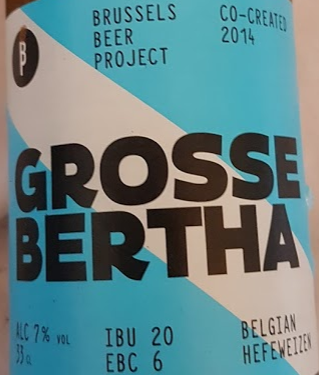 BRUSSELS
BEER
PROJECT
CO-CREATED
2014
GROSSE
BERTHA
ALC 7% VOL
33 CL
IBU 20
EBC 6
BELGIAN
HEFEWEIZEN